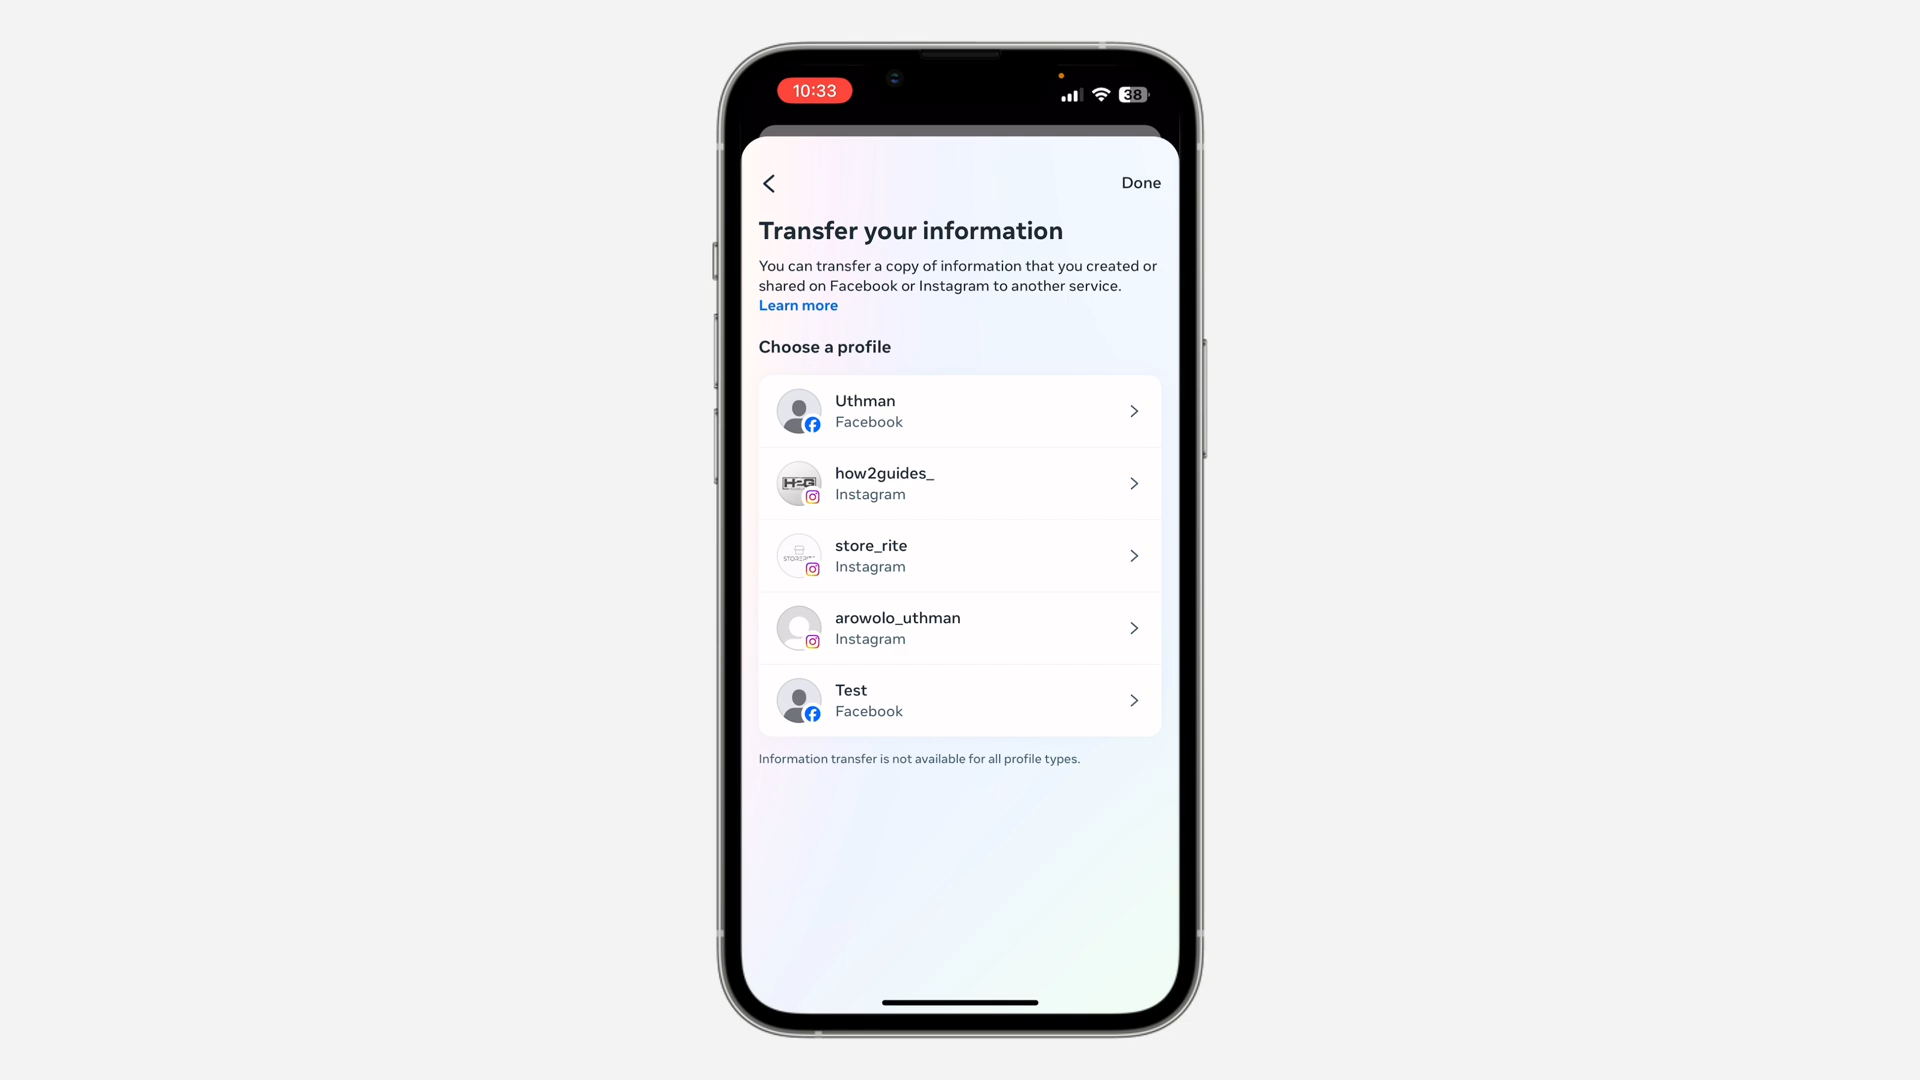 10:33
38
Done
Transfer your information
You can transfer a copy of information that you created or
shared on Facebook or Instagram to another service.
Learn more
Choose a profile
Uthman
Facebook
H2G
how2guides_
Instagram
store_rite
Instagram
arowolo_uthman
Instagram
Test
Facebook
Information transfer is not available for all profile types.